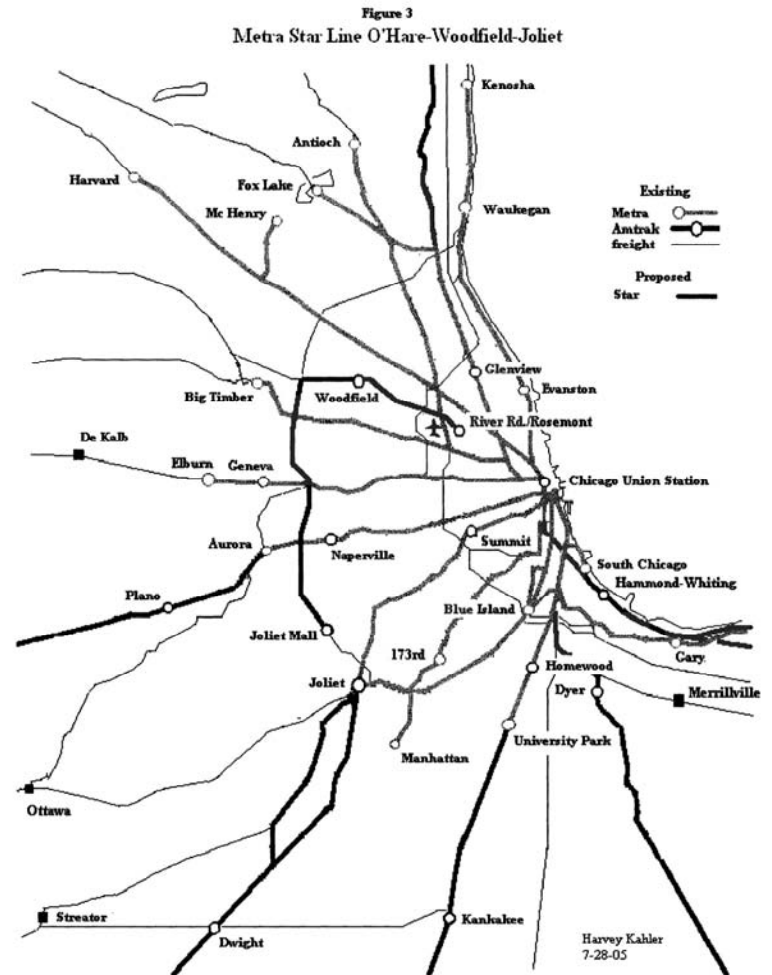 Figure 3
Metra Star Line O'Hare-Woodfield-Joliet
Kenosha
Antioch
Harvard
Fox Lake
Mc Henry
Waukegan
Existing
Metra
Amtrak
freight
Proposed
Star
Glenview
Big Timber
Woodfield
Evanston
River Rd./Rosemont
De Kalb
Elburn
Geneva
Chicago Union Station
Aurora
Naperville
Summit
South Chicago
Hammond-Whiting
Plano
Blue Island
Joliet Mall
173rd
Gary
Joliet
Homewood
Dyer
Merrillville
University Park
Manhattan
Ottawa
Streator
Dwight
Kankakee
Harvey Kahler
7-28-05